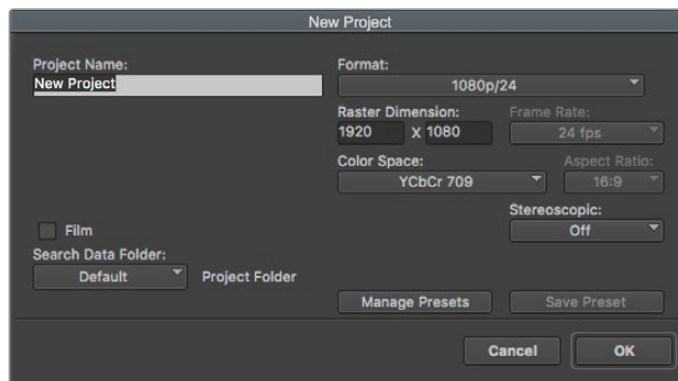 New Project
Project Name:
New Project
Format:
1080p/24
Raster Dimension:
1920 x 1080
Frame Rate:
24 fps
Color Space:
YCbCr 709
Aspect Ratio:
16:9
Stereoscopic:
Off
Film
Search Data Folder:
Default
Project Folder
Manage Presets
Save Preset
Cancel
OK